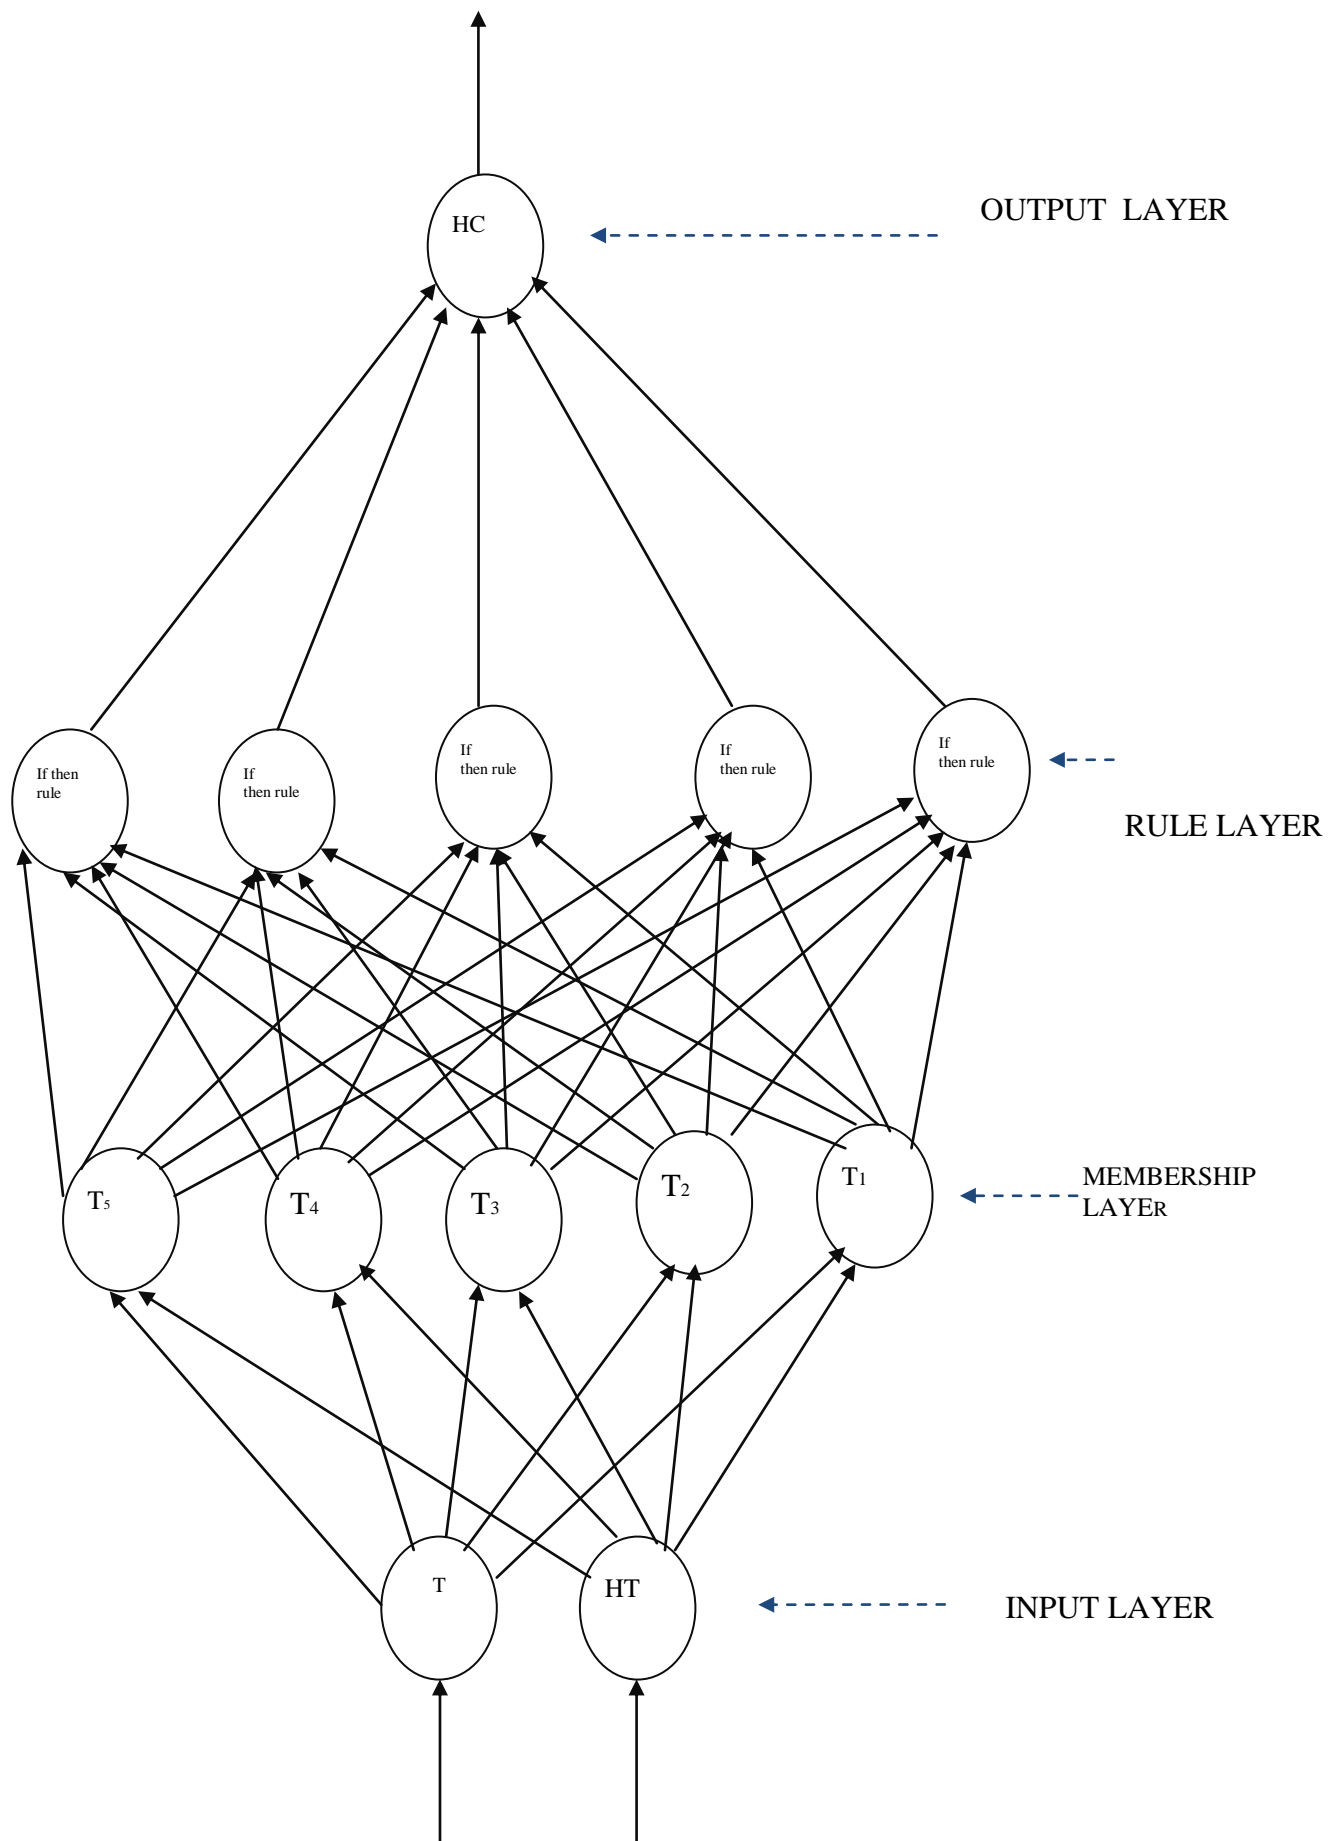 HC
OUTPUT LAYER
If then
rule
If
then rule
If
then rule
If
then rule
If
then rule
RULE LAYER
T5
T4
T3
T2
T1
MEMBERSHIP
LAYER
T
HT
INPUT LAYER